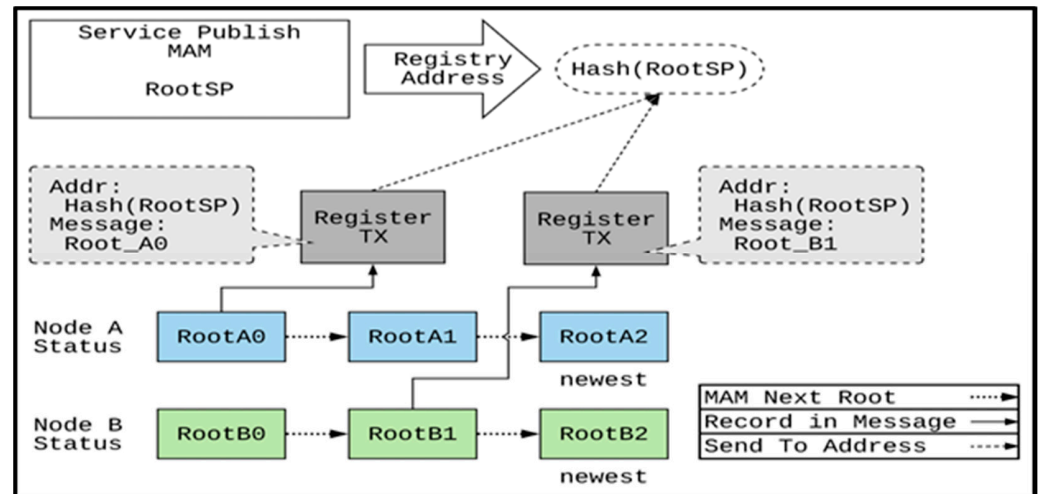 Service Publish
MAM
RootSP
Registry
Address
Hash(RootSP)
Addr:
Hash(RootSP)
Message:
Root_A0
Register
TX
Register
TX
Addr:
Hash(RootSP)
Message:
Root_B1
Node A
Status
RootA0
RootA1
RootA2
newest
Node B
Status
RootB0
RootB1
RootB2
newest
MAM Next Root
Record in Message
Send To Address